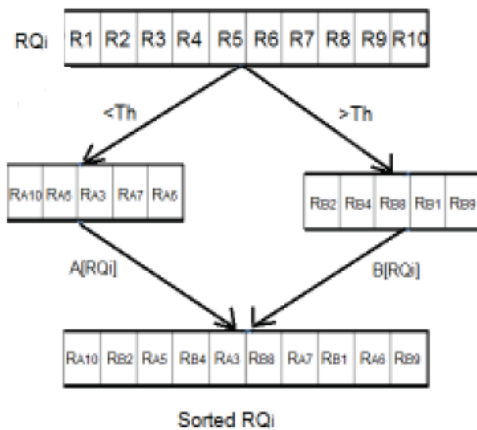 RQi R1 R2 R3 R4 R5 R6 R7 R8 R9 R10
<Th >Th
RA10 RA5 RA3 RA7 RA6
RB2 RB4 RB8 RB1 RB9
A[RQi] B[RQi]
RA10 RB2 RA5 RB4 RA3 RB8 RA7 RB1 RA6 RB9
Sorted RQi